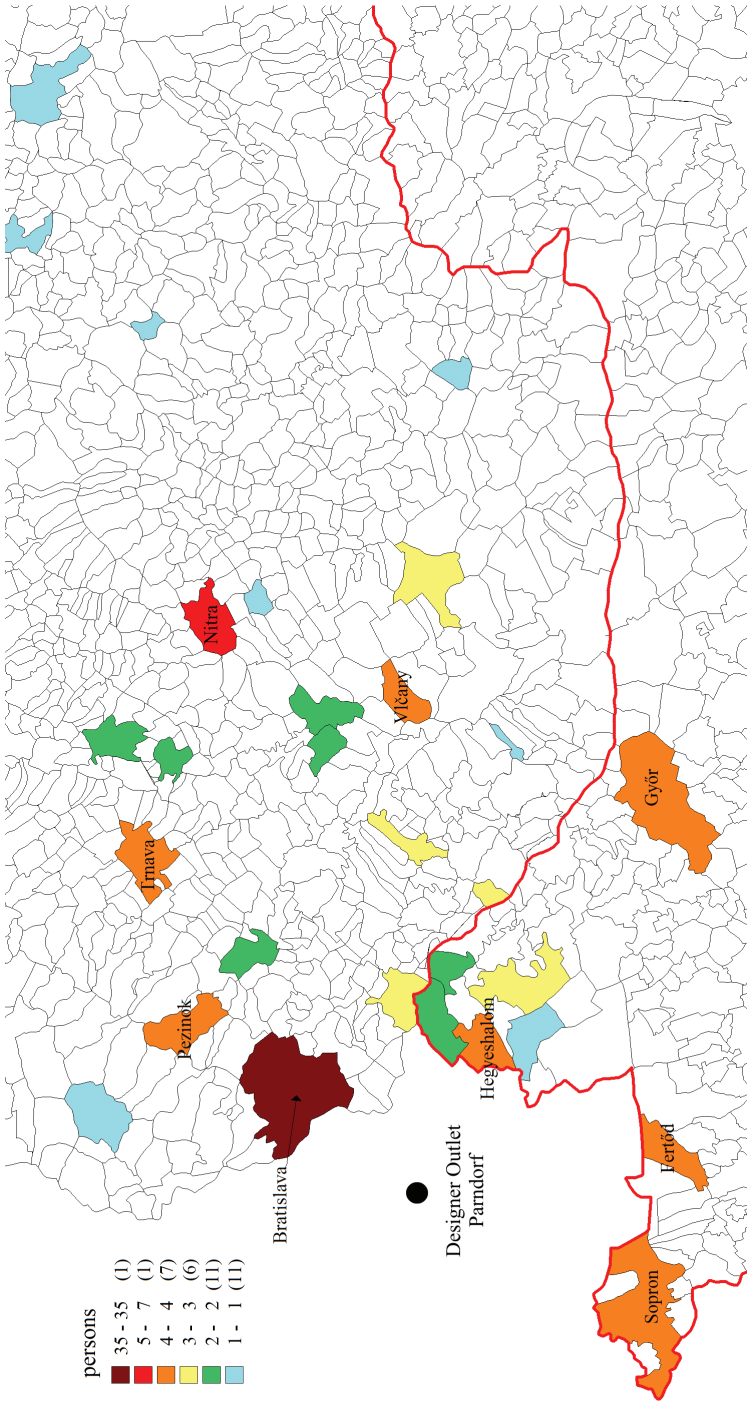 persons
35 - 35 (1)
5 - 7 (1)
4 - 4 (7)
3 - 3 (6)
2 - 2 (11)
1 - 1 (11)
Bratislava
Pezinok
Trnava
Nitra
Vlčany
Designer Outlet
Parndorf
Hegyeshalom
Győr
Fertőd
Sopron